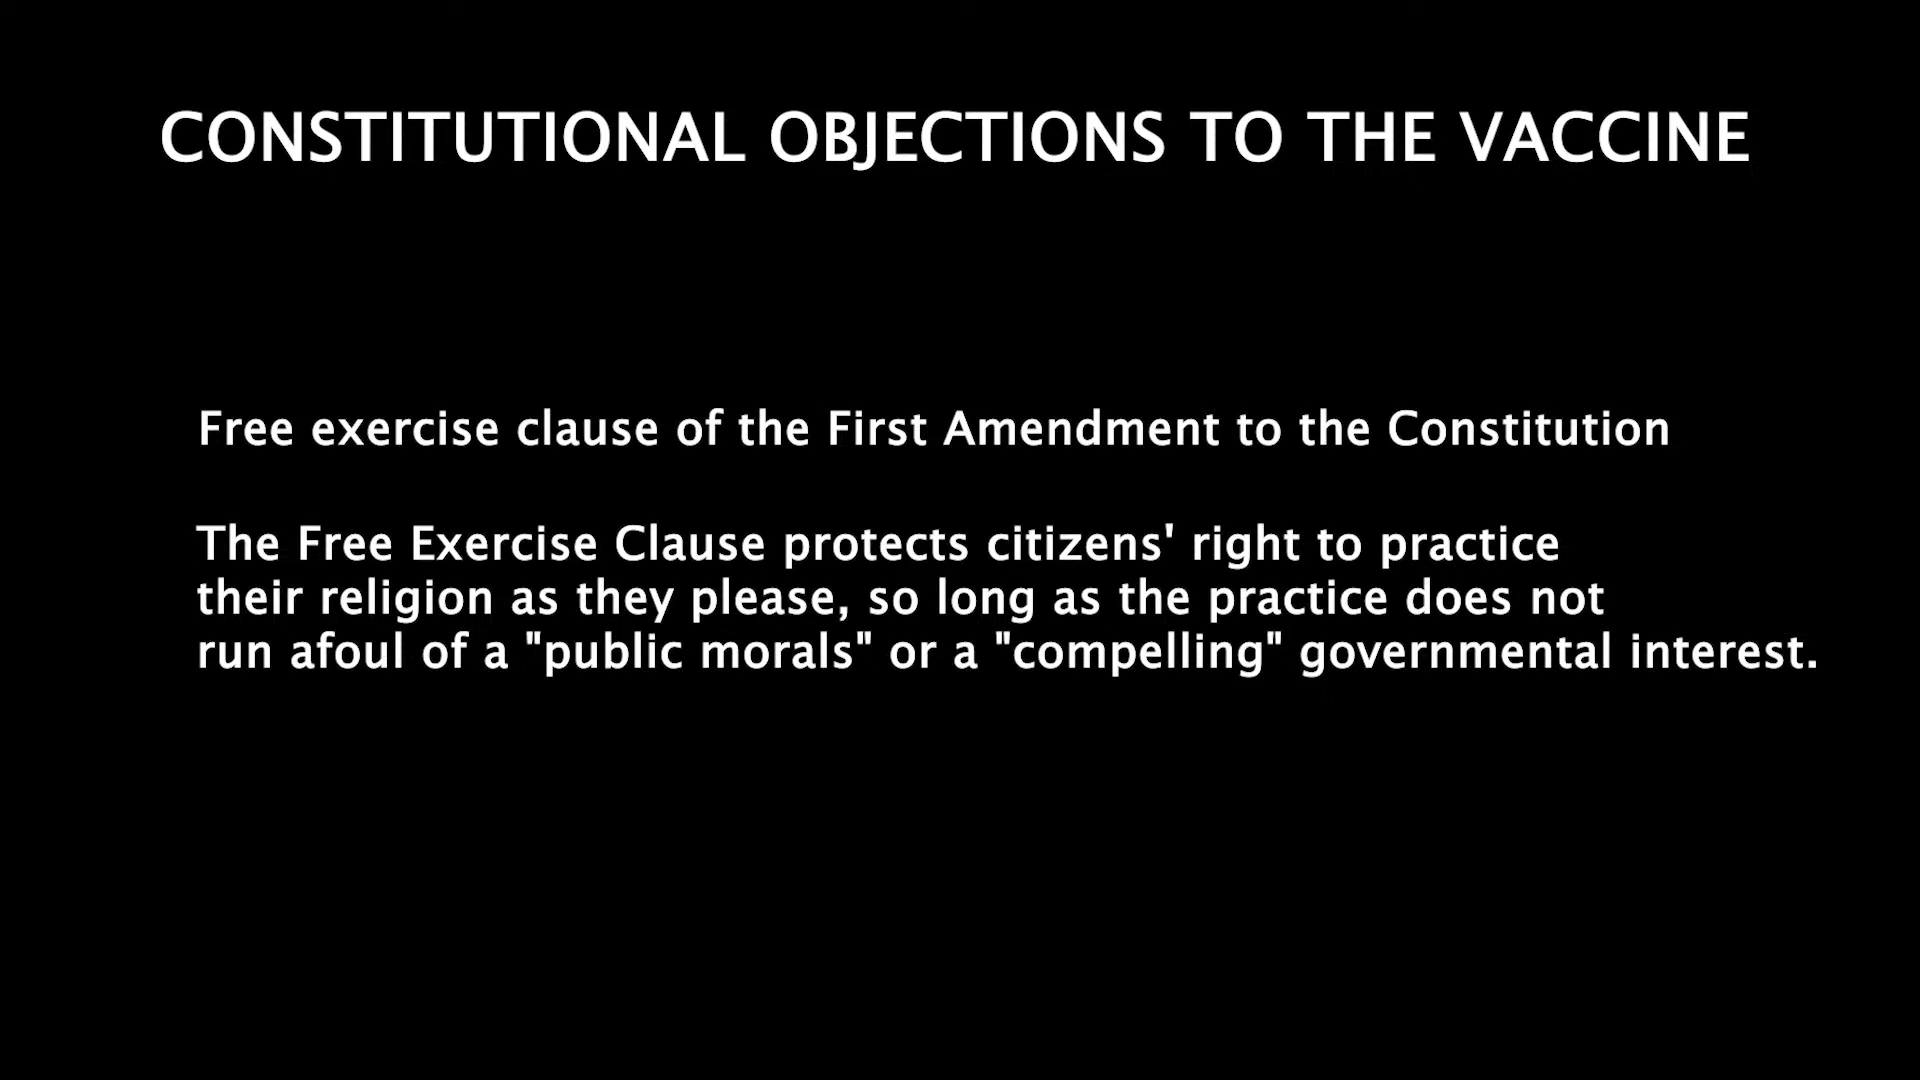 CONSTITUTIONAL OBJECTIONS TO THE VACCINE
Free exercise clause of the First Amendment to the Constitution
The Free Exercise Clause protects citizens' right to practice
their religion as they please, so long as the practice does not
run afoul of a "public morals" or a "compelling" governmental interest.